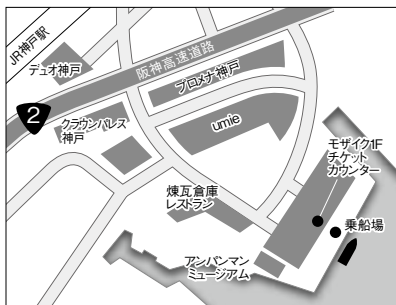 JR神戸駅
デュオ神戸
阪神高速道路
プロメナ神戸
2
クラウンパレス
神戸
umie
モザイク1F
チケット
カウンター
煉瓦倉庫
レストラン
乗船場
アンパンマン
ミュージアム